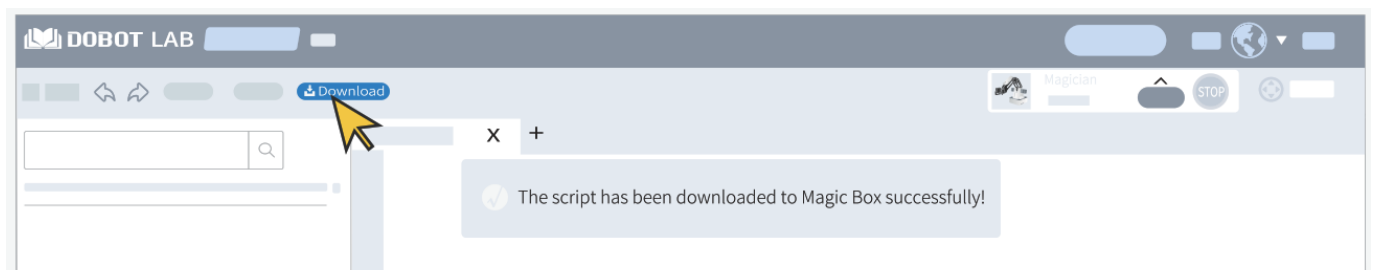 DOBOT LAB
Download
Magician
STOP
X +
The script has been downloaded to Magic Box successfully!